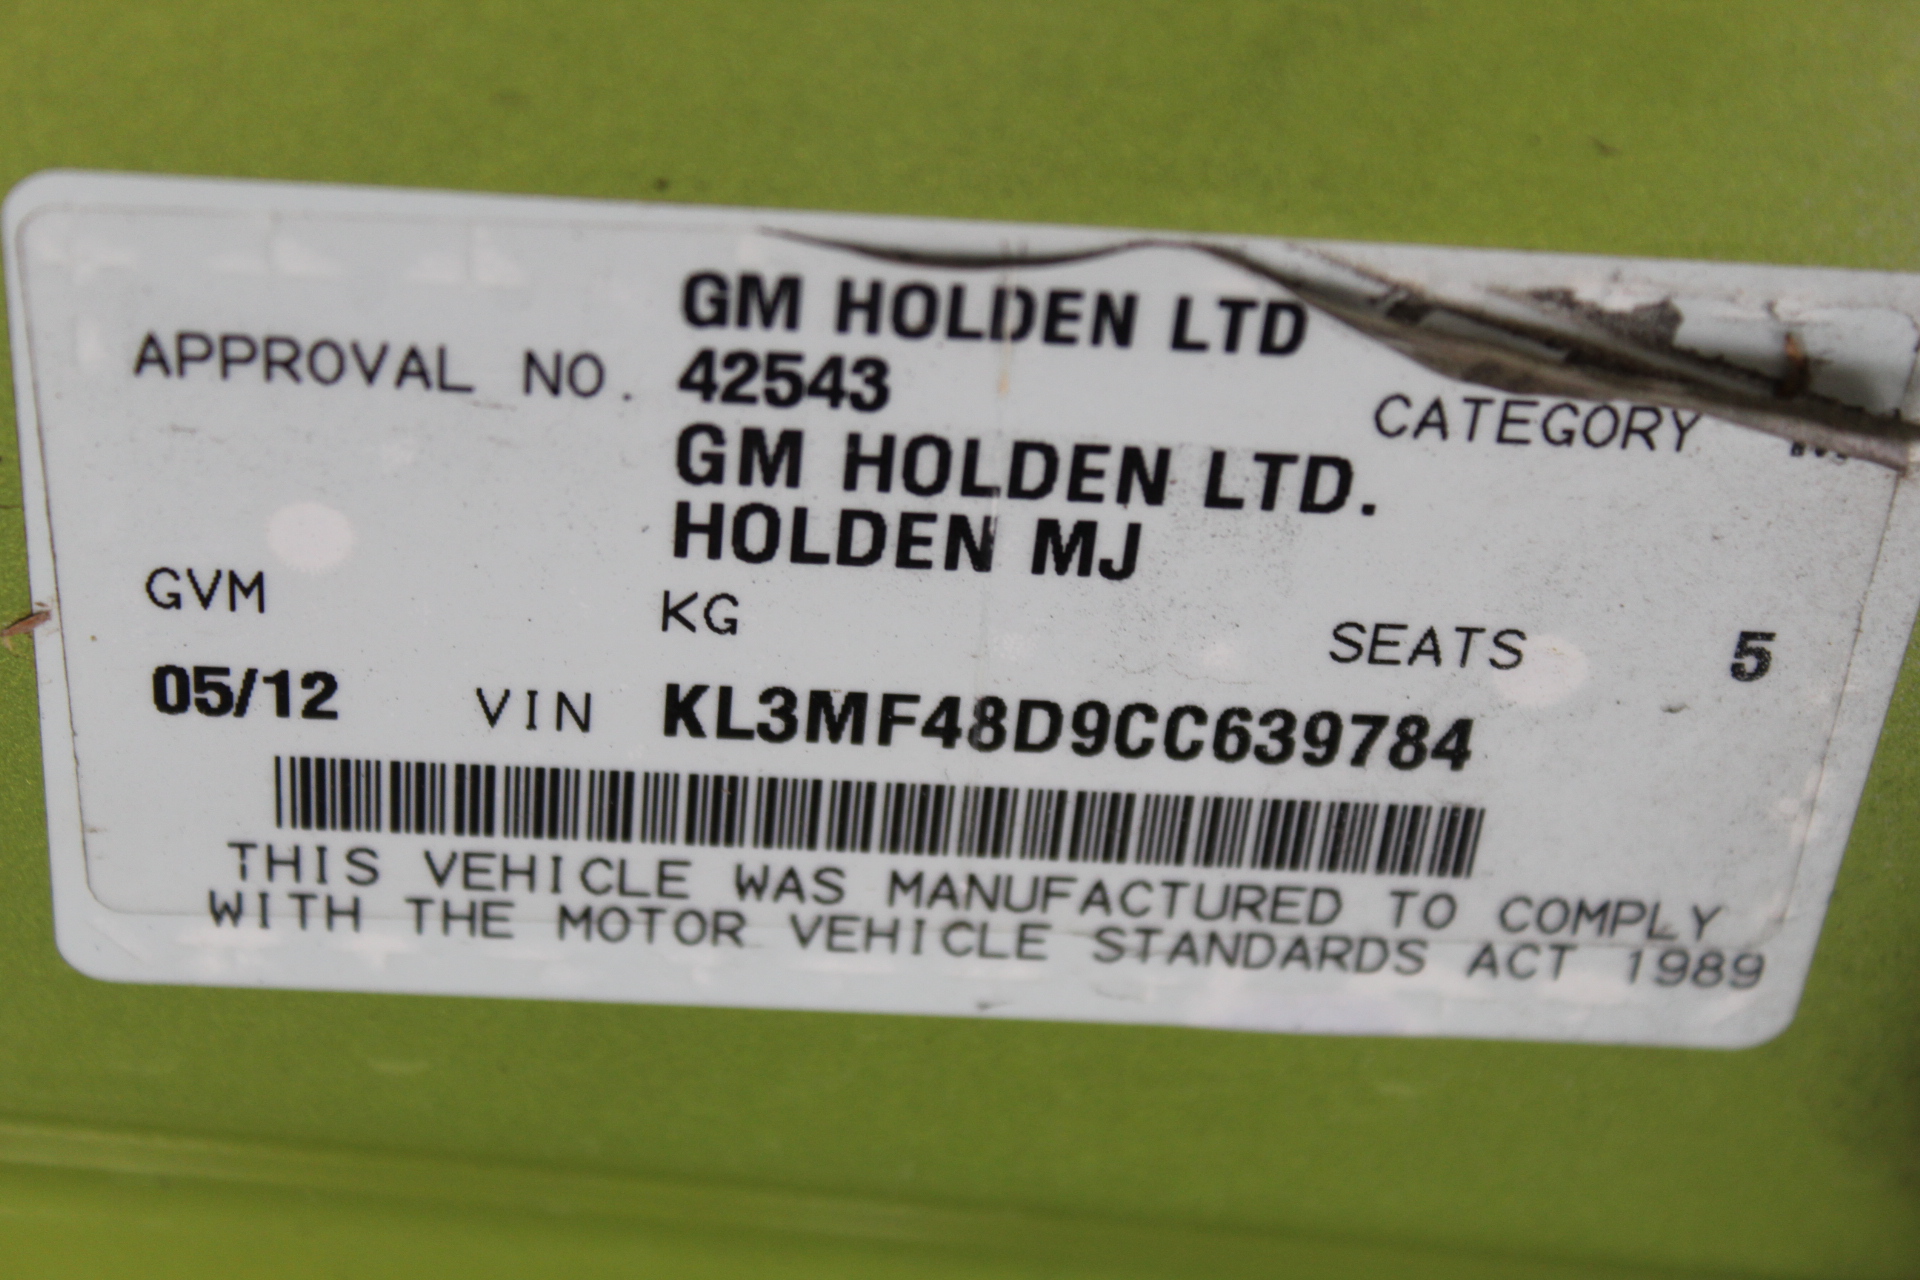 GM HOLDEN LTD
APPROVAL NO. 42543 CATEGORY
GM HOLDEN LTD.
HOLDEN MJ
GVM KG SEATS 5
05/12 VIN KL3MF48D9CC639784
THIS VEHICLE WAS MANUFACTURED TO COMPLY
WITH THE MOTOR VEHICLE STANDARDS ACT 1989